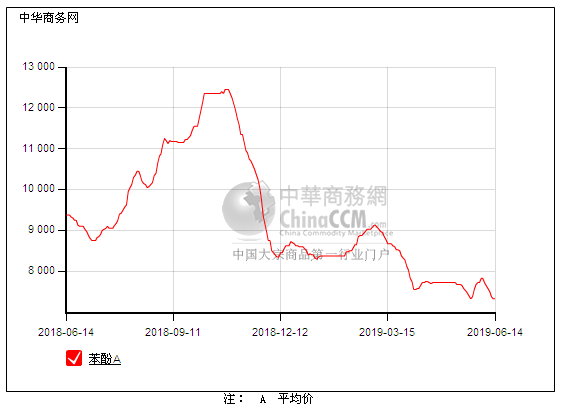 中华商务网
13 000
12 000
11 000
10 000
9 000
8 000
中華商務網
ChinaCCM.com
China Commodity Marketplace
中国大宗商品第一行业门户
2018-06-14 2018-09-11 2018-12-12 2019-03-15 2019-06-14
苯酚A
注： A 平均价